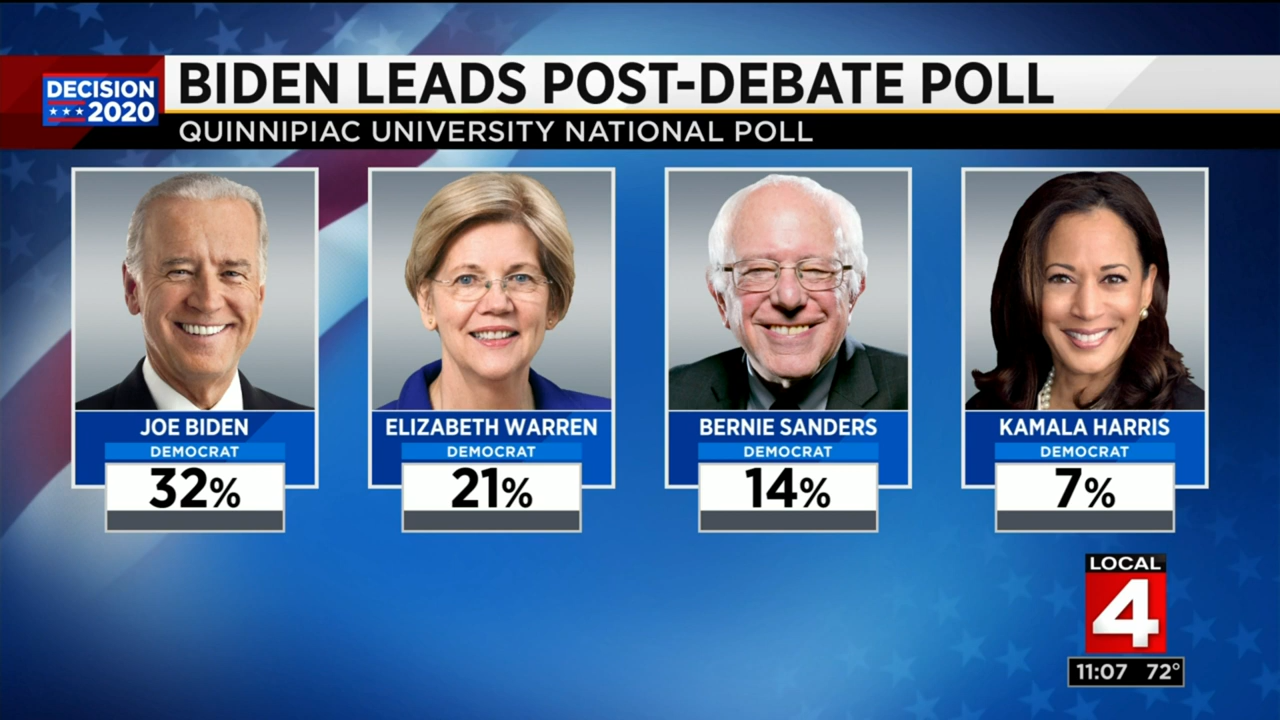 DECISION
2020
BIDEN LEADS POST-DEBATE POLL
QUINNIPIAC UNIVERSITY NATIONAL POLL
JOE BIDEN
DEMOCRAT
32%
ELIZABETH WARREN
DEMOCRAT
21%
BERNIE SANDERS
DEMOCRAT
14%
KAMALA HARRIS
DEMOCRAT
7%
LOCAL
4
11:07 72°